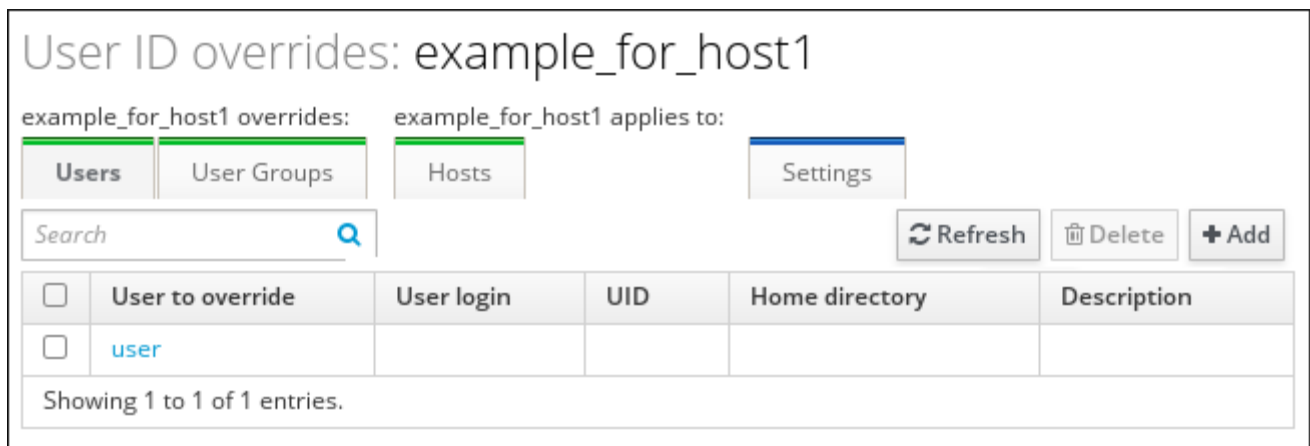 User ID overrides: example_for_host1
example_for_host1 overrides: example_for_host1 applies to:
Users User Groups Hosts Settings
Search Refresh Delete Add
User to override User login UID Home directory Description
user
Showing 1 to 1 of 1 entries.